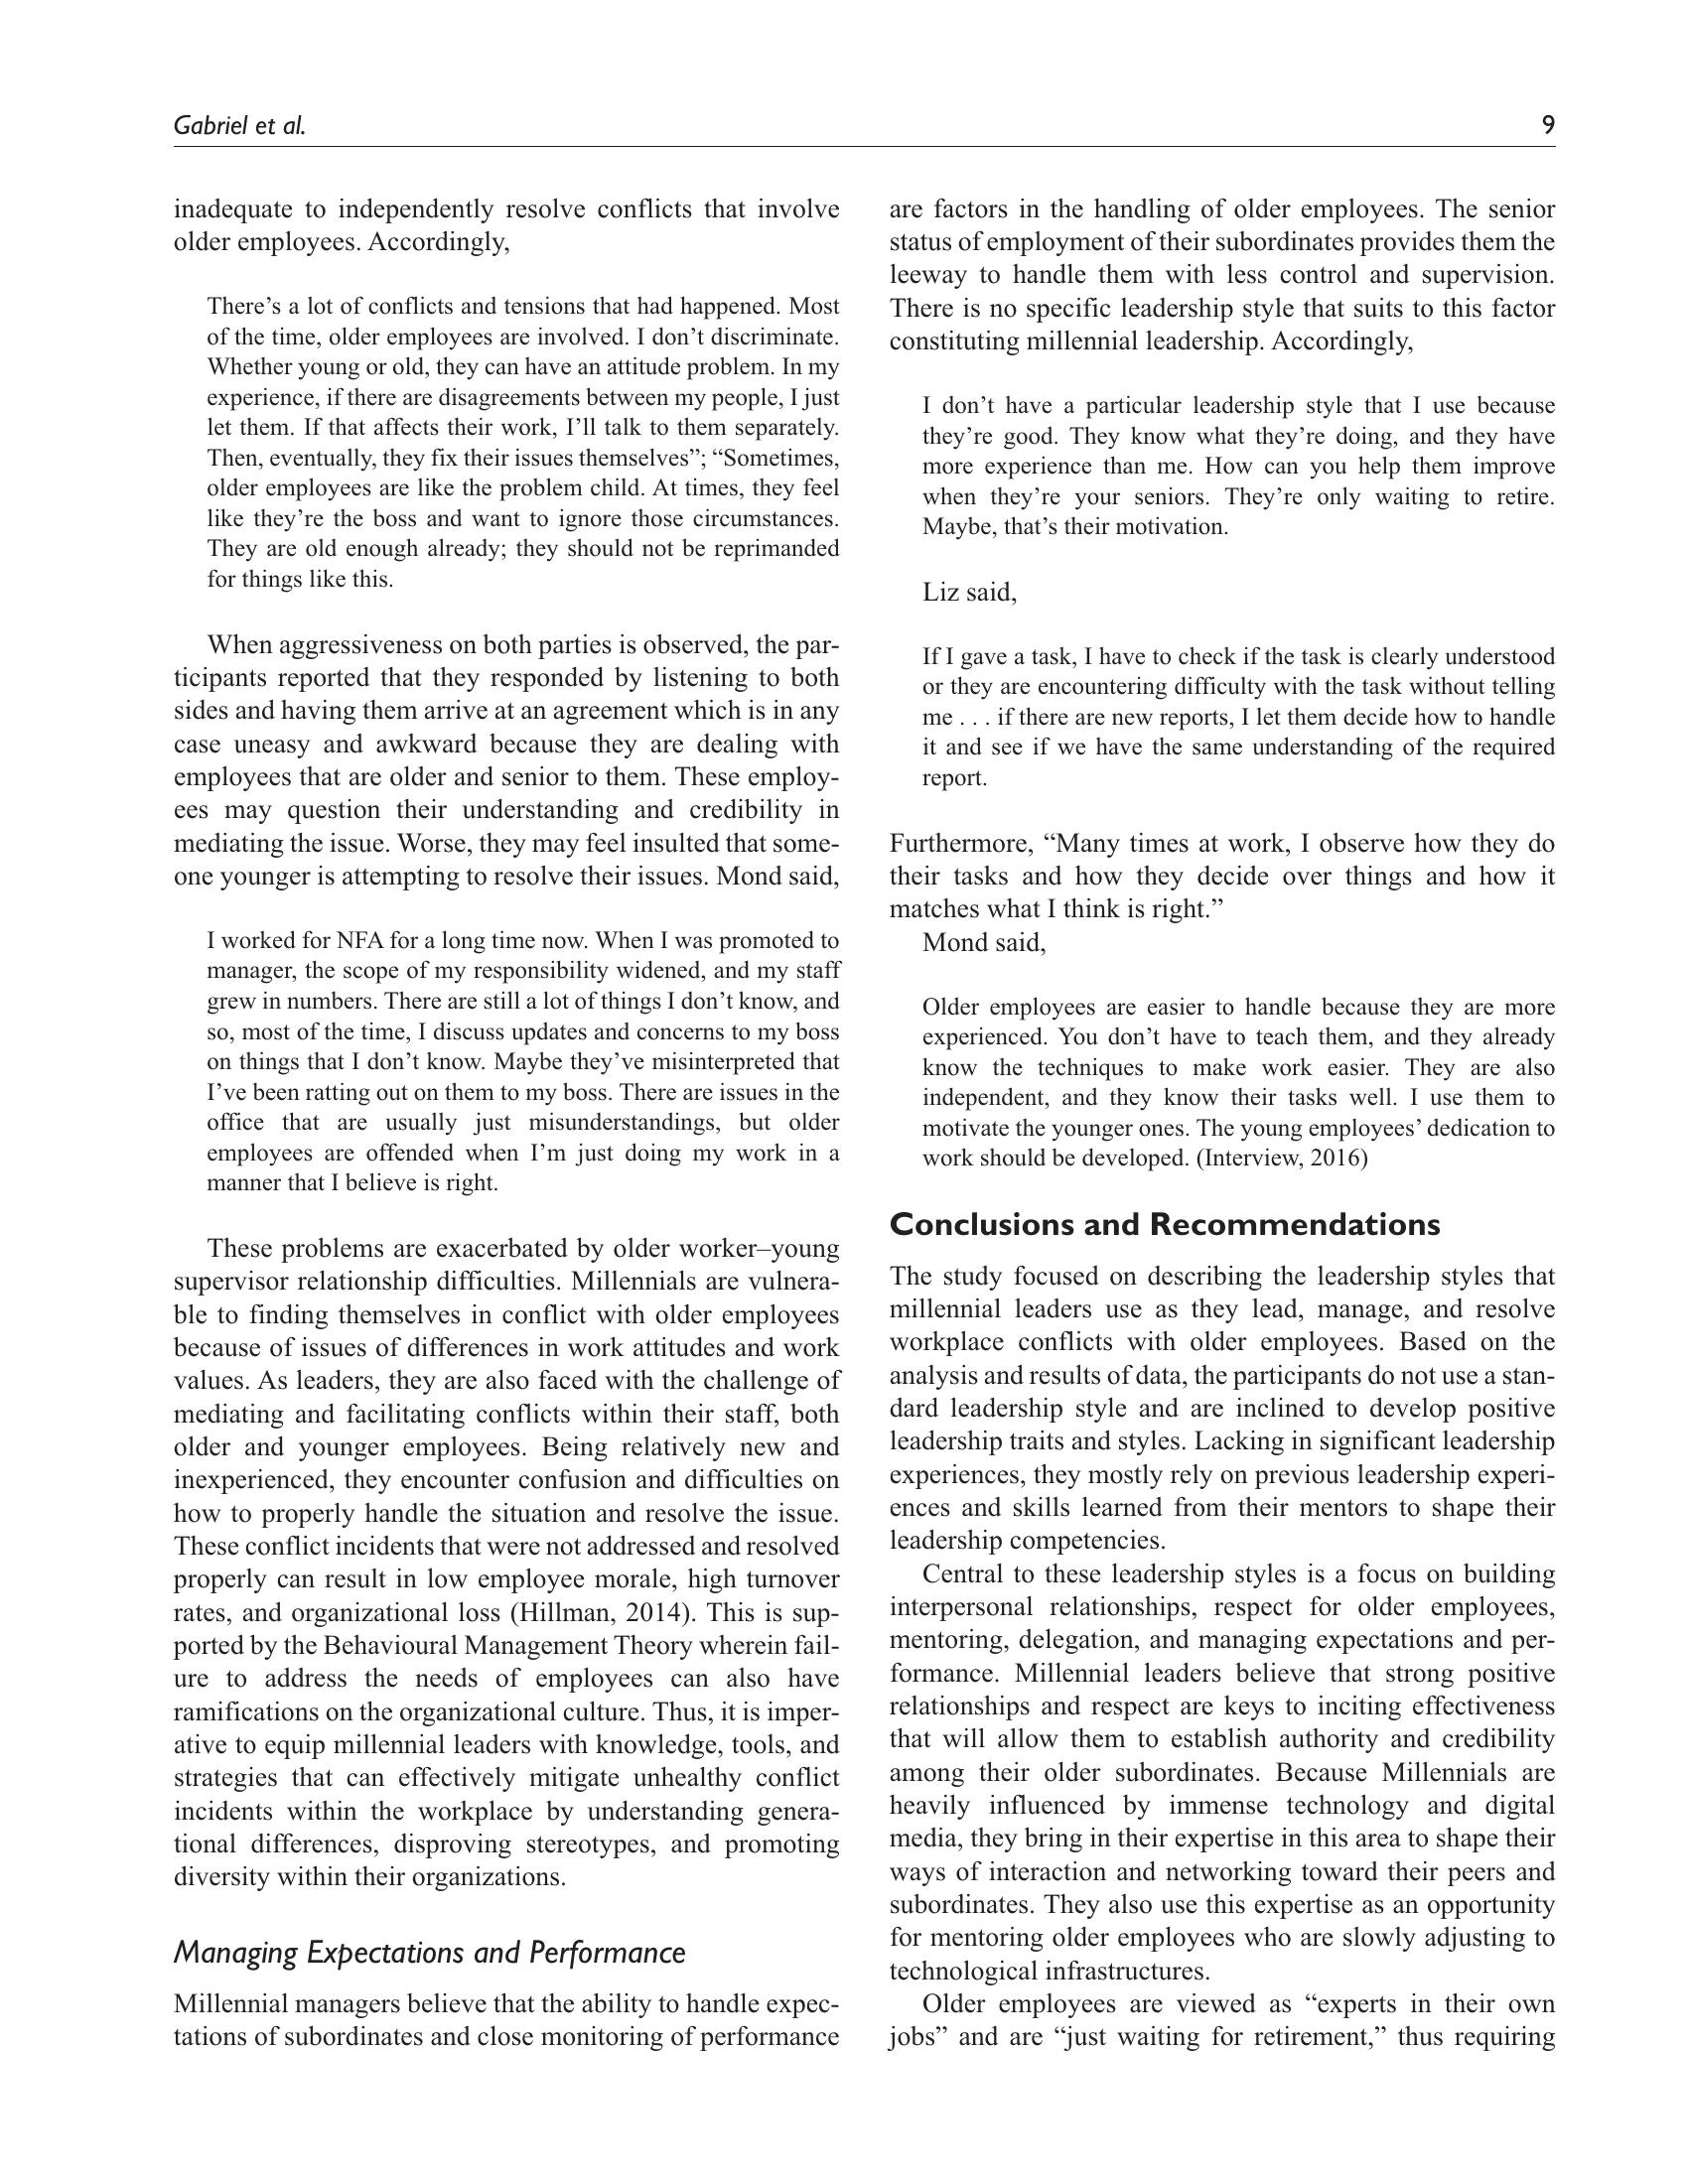 Gabriel et al.
9
inadequate to independently resolve conflicts that involve
older employees. Accordingly,
There’s a lot of conflicts and tensions that had happened. Most
of the time, older employees are involved. I don’t discriminate.
Whether young or old, they can have an attitude problem. In my
experience, if there are disagreements between my people, I just
let them. If that affects their work, I’ll talk to them separately.
Then, eventually, they fix their issues themselves”; “Sometimes,
older employees are like the problem child. At times, they feel
like they’re the boss and want to ignore those circumstances.
They are old enough already; they should not be reprimanded
for things like this.
When aggressiveness on both parties is observed, the par-
ticipants reported that they responded by listening to both
sides and having them arrive at an agreement which is in any
case uneasy and awkward because they are dealing with
employees that are older and senior to them. These employ-
ees may question their understanding and credibility in
mediating the issue. Worse, they may feel insulted that some-
one younger is attempting to resolve their issues. Mond said,
I worked for NFA for a long time now. When I was promoted to
manager, the scope of my responsibility widened, and my staff
grew in numbers. There are still a lot of things I don’t know, and
so, most of the time, I discuss updates and concerns to my boss
on things that I don’t know. Maybe they’ve misinterpreted that
I’ve been ratting out on them to my boss. There are issues in the
office that are usually just misunderstandings, but older
employees are offended when I’m just doing my work in a
manner that I believe is right.
These problems are exacerbated by older worker–young
supervisor relationship difficulties. Millennials are vulnera-
ble to finding themselves in conflict with older employees
because of issues of differences in work attitudes and work
values. As leaders, they are also faced with the challenge of
mediating and facilitating conflicts within their staff, both
older and younger employees. Being relatively new and
inexperienced, they encounter confusion and difficulties on
how to properly handle the situation and resolve the issue.
These conflict incidents that were not addressed and resolved
properly can result in low employee morale, high turnover
rates, and organizational loss (Hillman, 2014). This is sup-
ported by the Behavioural Management Theory wherein fail-
ure to address the needs of employees can also have
ramifications on the organizational culture. Thus, it is imper-
ative to equip millennial leaders with knowledge, tools, and
strategies that can effectively mitigate unhealthy conflict
incidents within the workplace by understanding genera-
tional differences, disproving stereotypes, and promoting
diversity within their organizations.
Managing Expectations and Performance
Millennial managers believe that the ability to handle expec-
tations of subordinates and close monitoring of performance
are factors in the handling of older employees. The senior
status of employment of their subordinates provides them the
leeway to handle them with less control and supervision.
There is no specific leadership style that suits to this factor
constituting millennial leadership. Accordingly,
I don’t have a particular leadership style that I use because
they’re good. They know what they’re doing, and they have
more experience than me. How can you help them improve
when they’re your seniors. They’re only waiting to retire.
Maybe, that’s their motivation.
Liz said,
If I gave a task, I have to check if the task is clearly understood
or they are encountering difficulty with the task without telling
me . . . if there are new reports, I let them decide how to handle
it and see if we have the same understanding of the required
report.
Furthermore, “Many times at work, I observe how they do
their tasks and how they decide over things and how it
matches what I think is right.”
Mond said,
Older employees are easier to handle because they are more
experienced. You don’t have to teach them, and they already
know the techniques to make work easier. They are also
independent, and they know their tasks well. I use them to
motivate the younger ones. The young employees’ dedication to
work should be developed. (Interview, 2016)
Conclusions and Recommendations
The study focused on describing the leadership styles that
millennial leaders use as they lead, manage, and resolve
workplace conflicts with older employees. Based on the
analysis and results of data, the participants do not use a stan-
dard leadership style and are inclined to develop positive
leadership traits and styles. Lacking in significant leadership
experiences, they mostly rely on previous leadership experi-
ences and skills learned from their mentors to shape their
leadership competencies.
Central to these leadership styles is a focus on building
interpersonal relationships, respect for older employees,
mentoring, delegation, and managing expectations and per-
formance. Millennial leaders believe that strong positive
relationships and respect are keys to inciting effectiveness
that will allow them to establish authority and credibility
among their older subordinates. Because Millennials are
heavily influenced by immense technology and digital
media, they bring in their expertise in this area to shape their
ways of interaction and networking toward their peers and
subordinates. They also use this expertise as an opportunity
for mentoring older employees who are slowly adjusting to
technological infrastructures.
Older employees are viewed as “experts in their own
jobs” and are “just waiting for retirement,” thus requiring